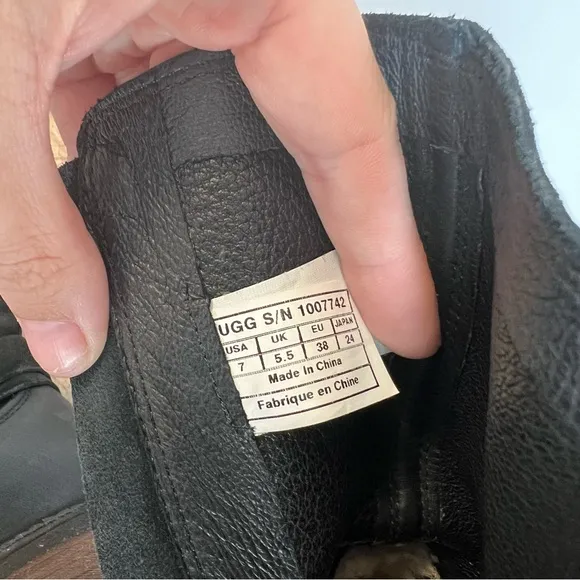 UGG S/N 1007742
USA UK EU JAPAN
7 5.5 38 24
Made In China
Fabrique en Chine